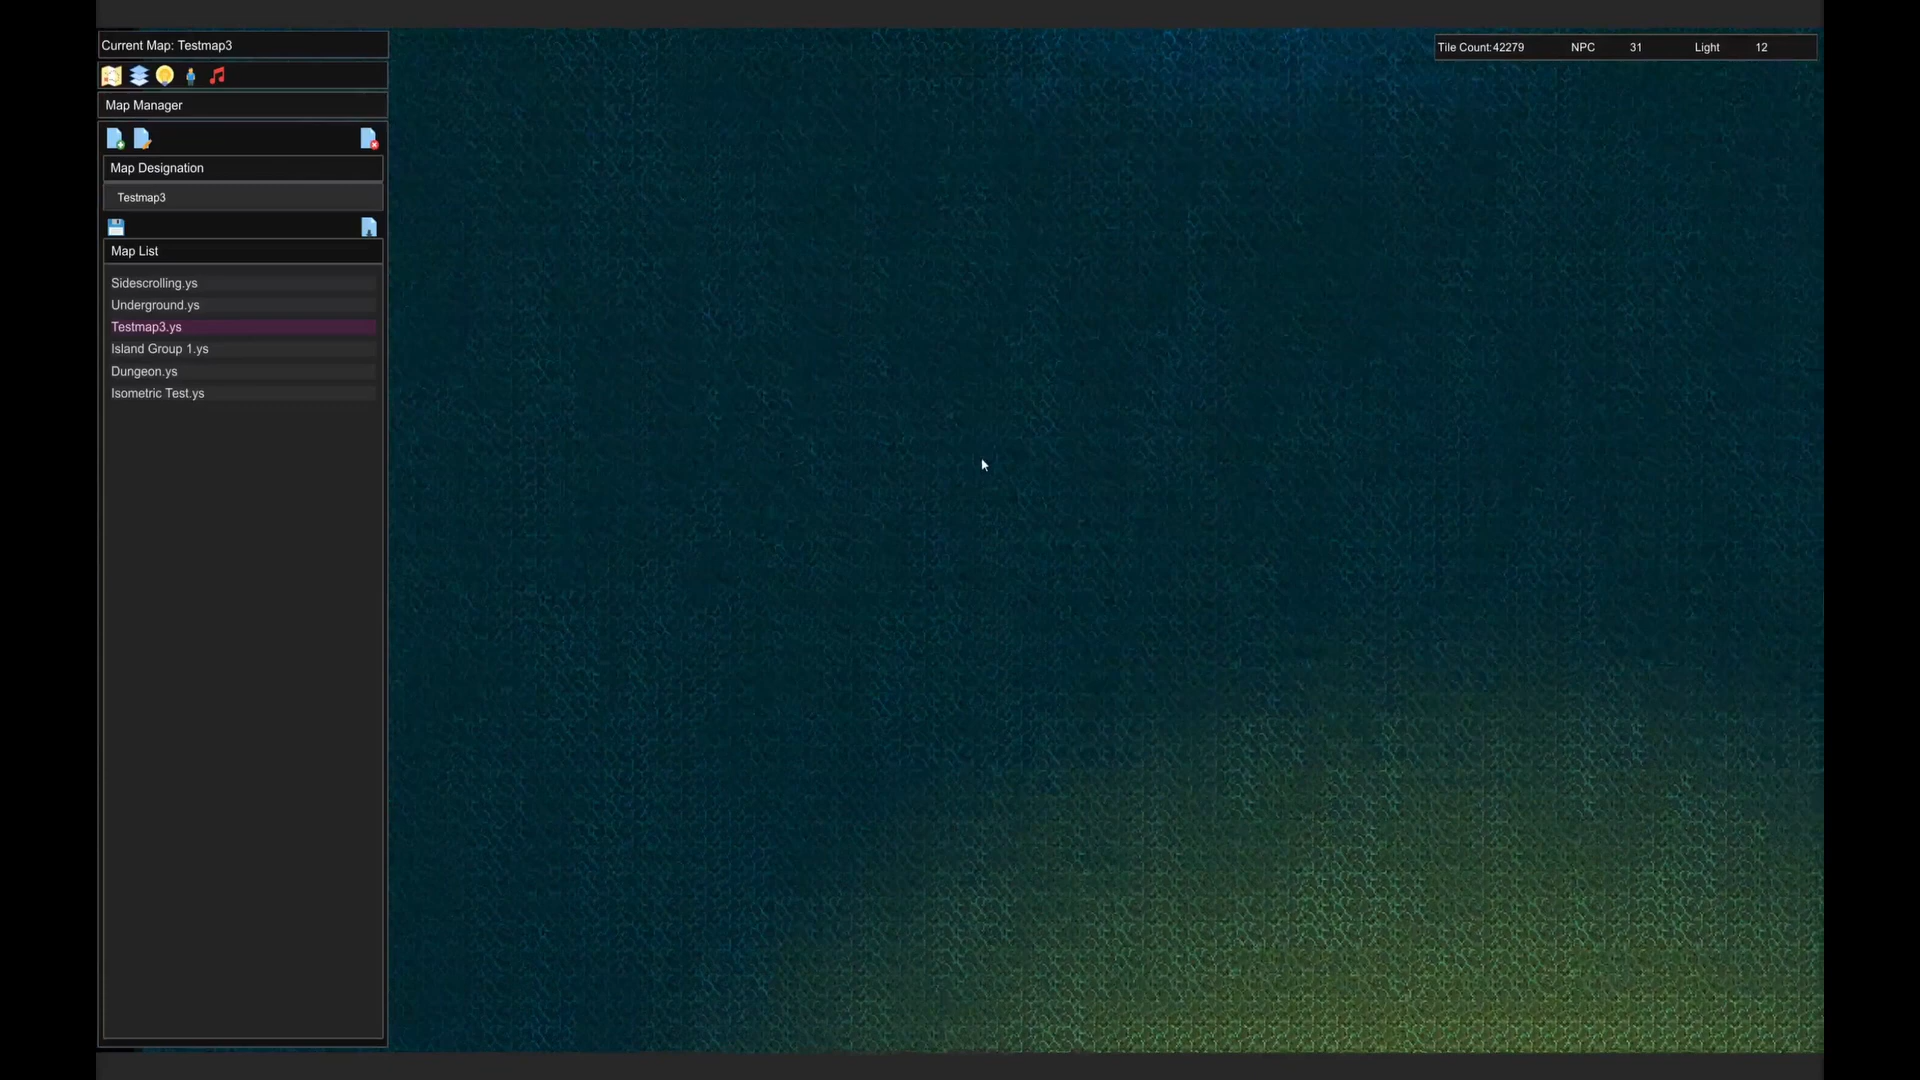 Current Map: Testmap3
Tile Count:42279 NPC 31 Light 12
Map Manager
Map Designation
Testmap3
Map List
Sidescrolling.ys
Underground.ys
Testmap3.ys
Island Group 1.ys
Dungeon.ys
Isometric Test.ys